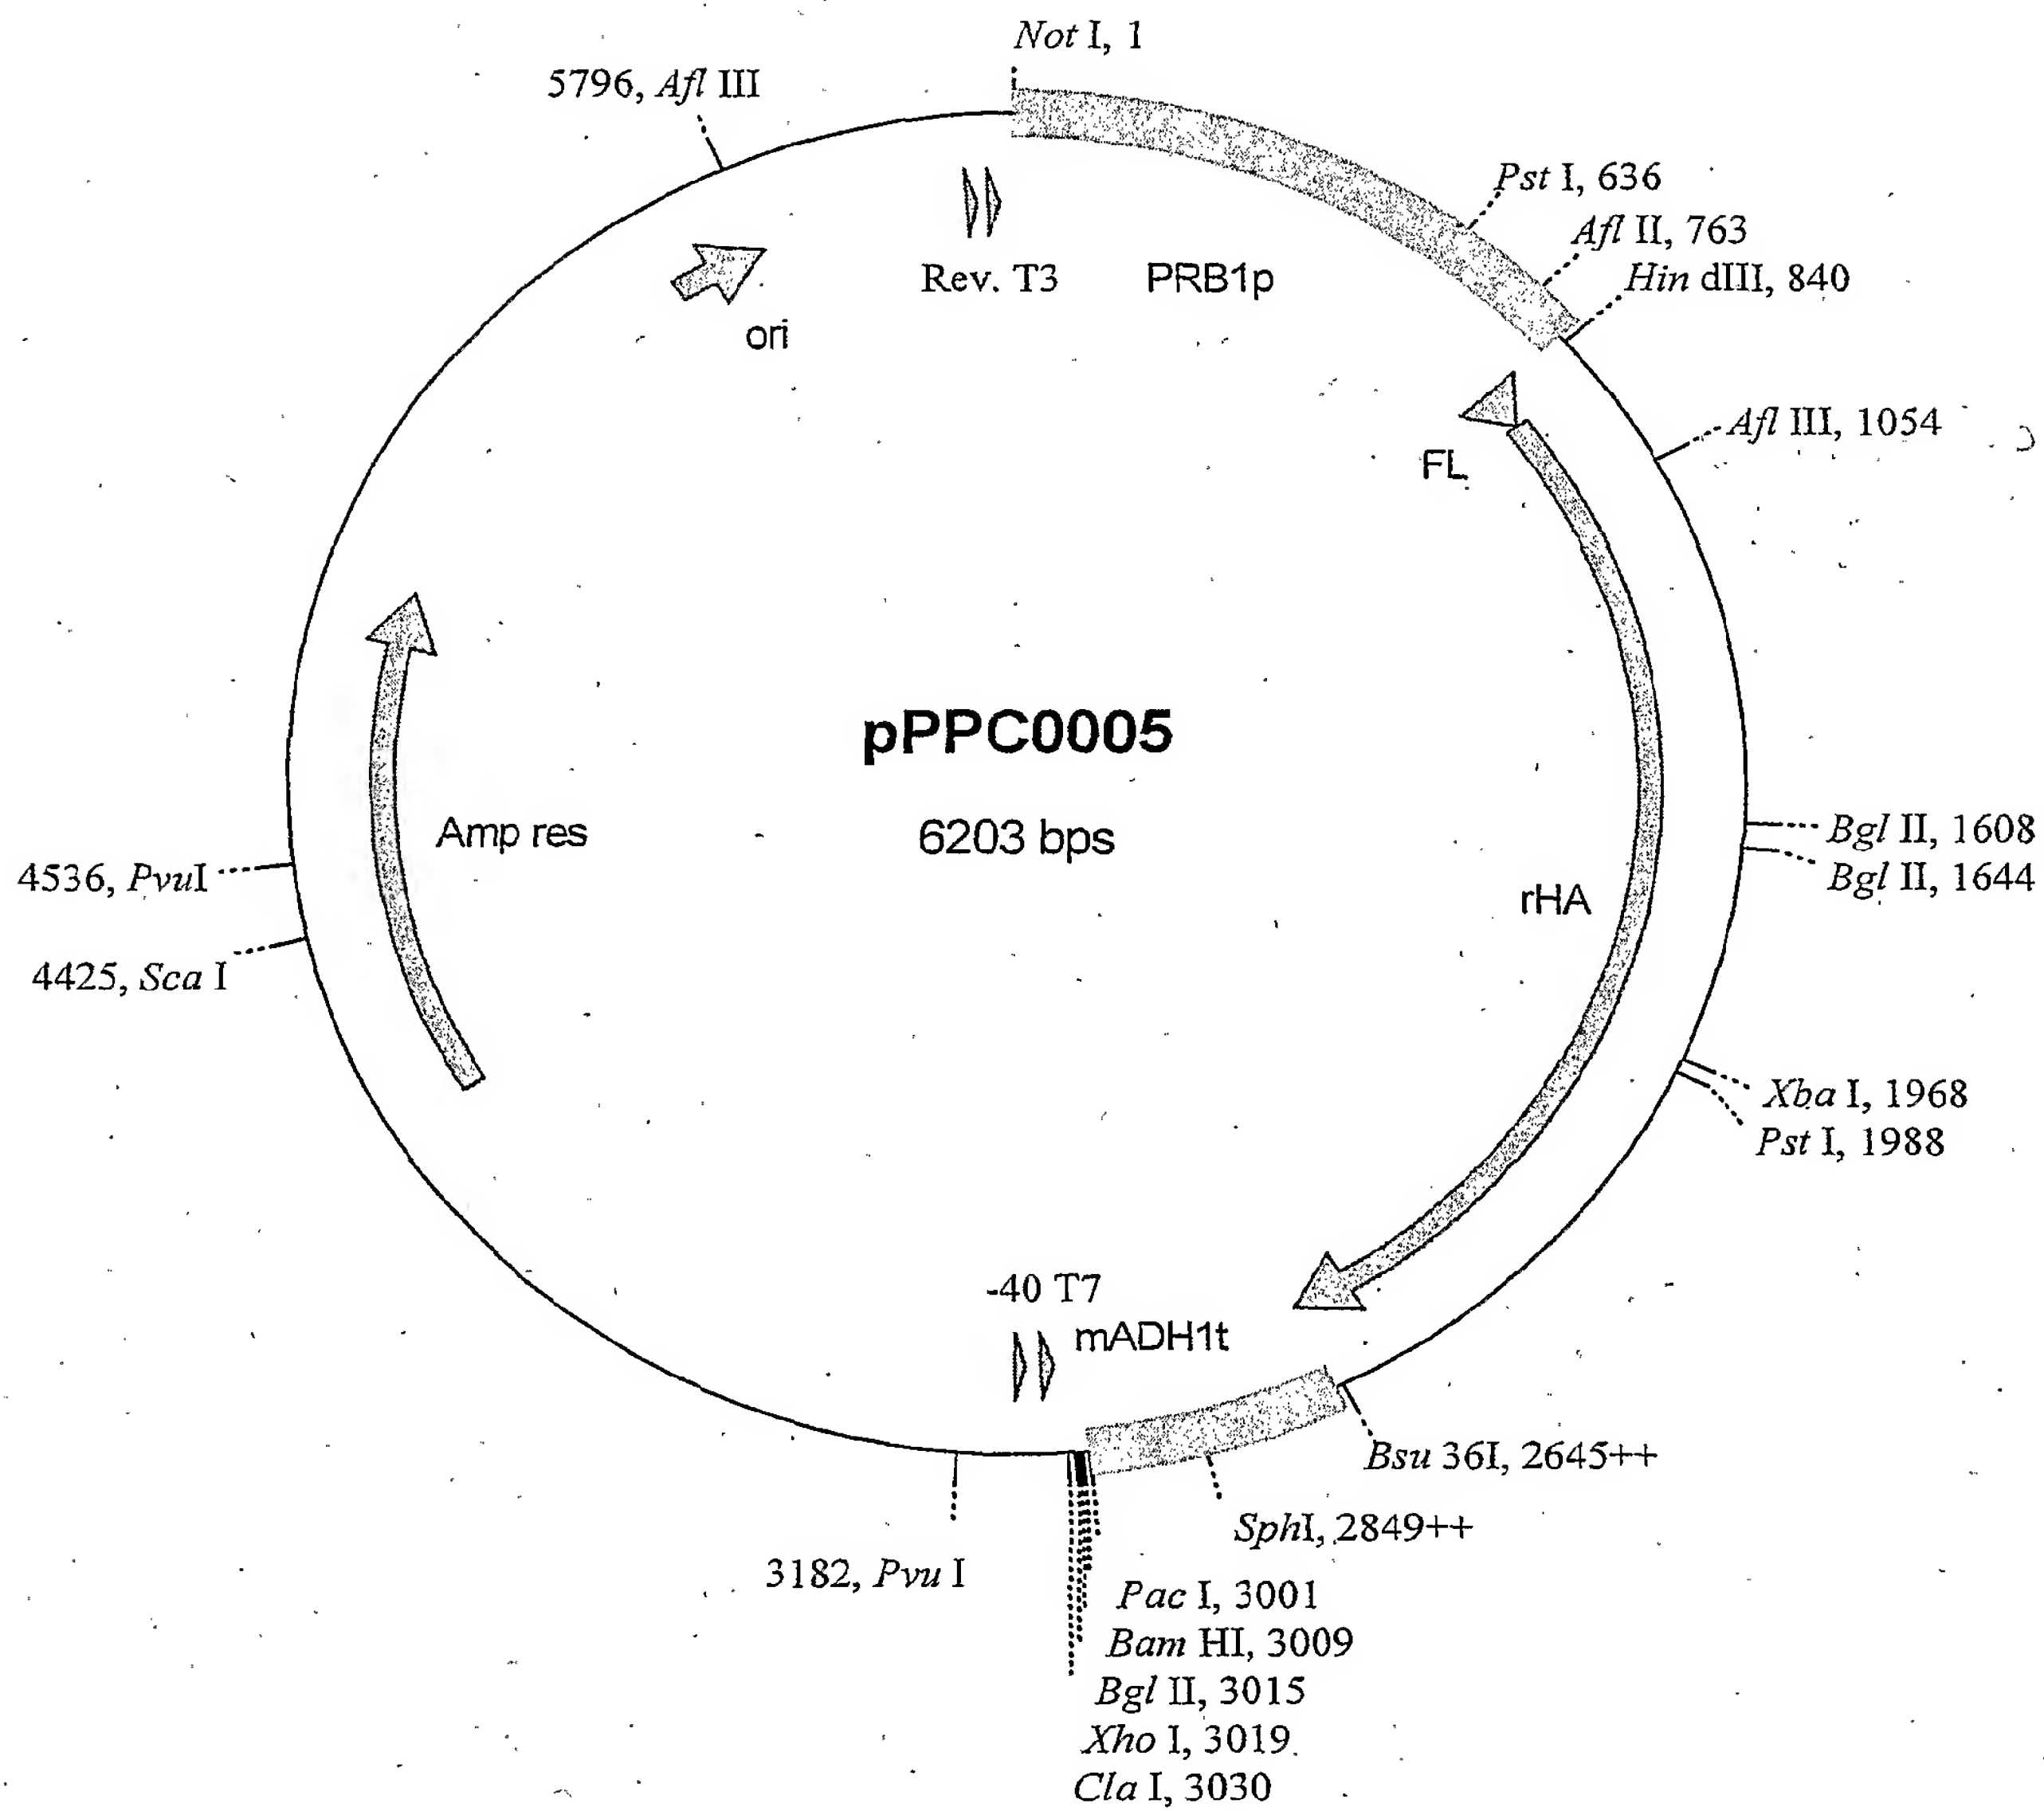 Not I, 1
5796, Afl III
Pst I, 636
Afl II, 763
Hin dIII, 840
Rev. T3
PRB1p
ori
Afl III, 1054
FL
pPPC0005
6203 bps
Amp res
Bgl II, 1608
Bgl II, 1644
4536, PvuI
rHA
4425, Sca I
Xba I, 1968
Pst I, 1988
-40 T7
mADH1t
Bsu 36I, 2645++
SphI, 2849++
3182, Pvu I
Pac I, 3001
Bam HI, 3009
Bgl II, 3015
Xho I, 3019
Cla I, 3030